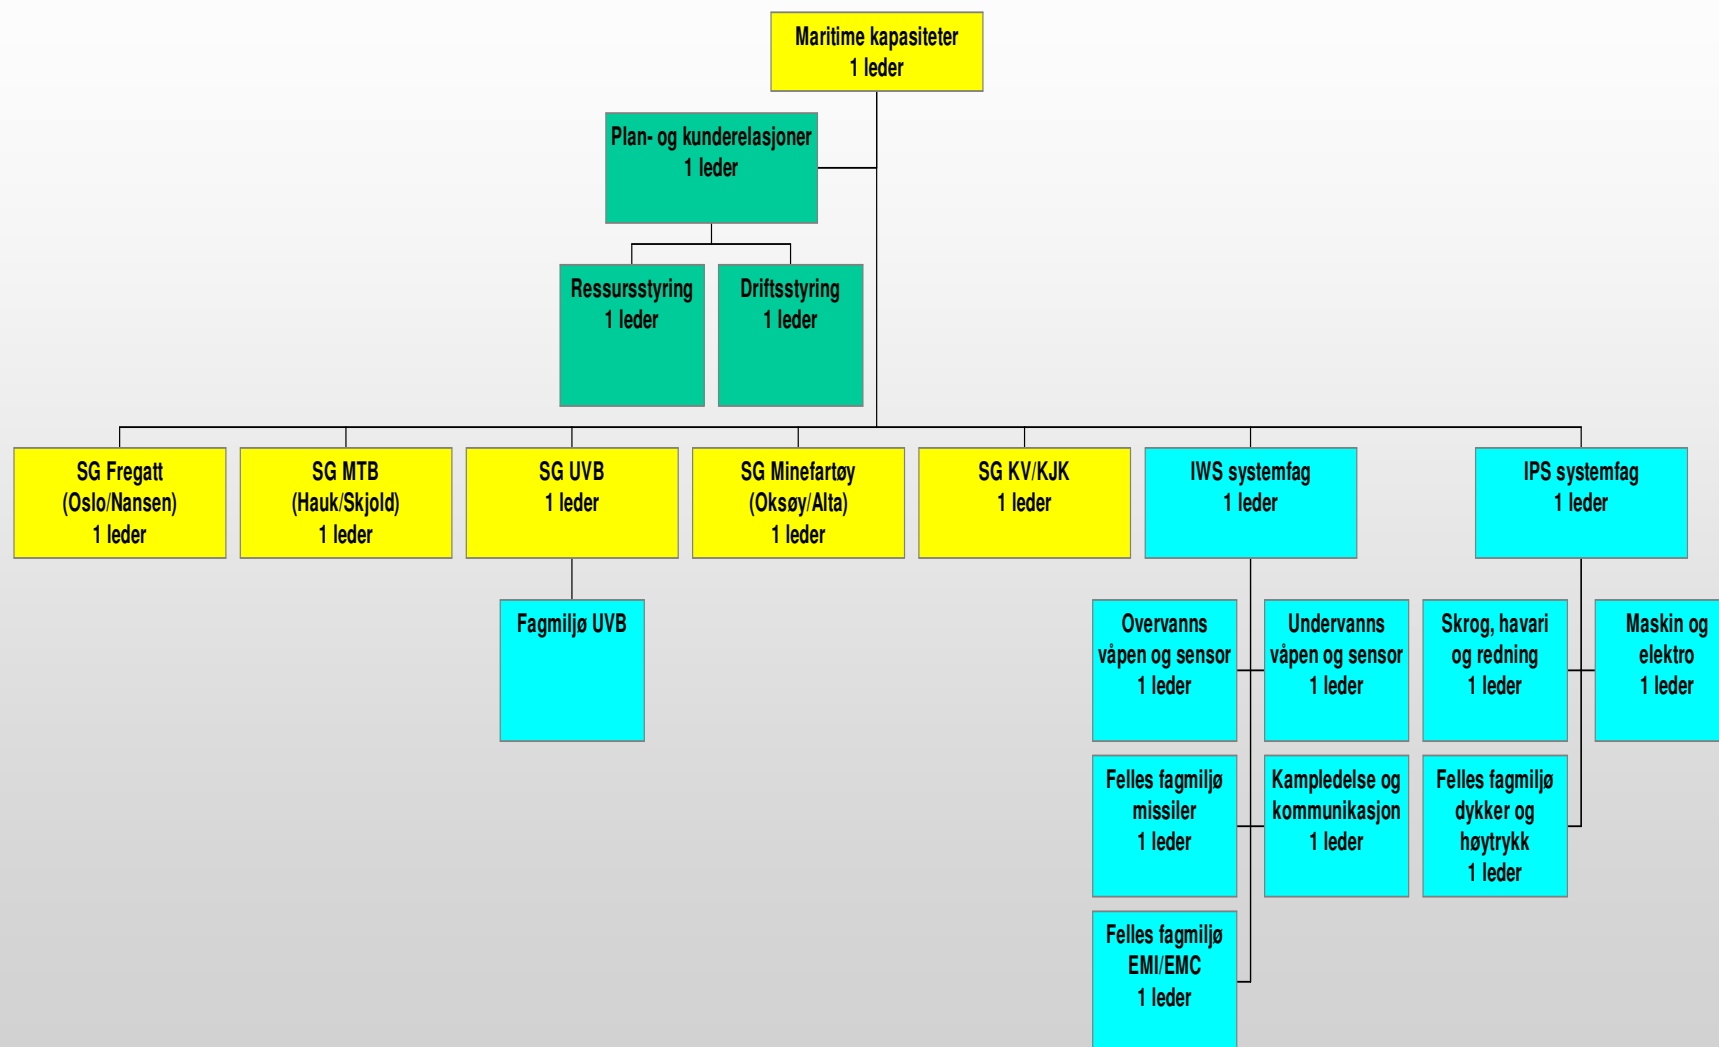 Maritime kapasiteter
1 leder
Plan- og kunderelasjoner
1 leder
Ressursstyring
1 leder
Driftsstyring
1 leder
SG Fregatt
(Oslo/Nansen)
1 leder
SG MTB
(Hauk/Skjold)
1 leder
SG UVB
1 leder
SG Minefartøy
(Oksøy/Alta)
1 leder
SG KV/KJK
1 leder
IWS systemfag
1 leder
IPS systemfag
1 leder
Fagmiljø UVB
Overvanns
våpen og sensor
1 leder
Undervanns
våpen og sensor
1 leder
Skrog, havari
og redning
1 leder
Maskin og
elektro
1 leder
Felles fagmiljø
missiler
1 leder
Kampledelse og
kommunikasjon
1 leder
Felles fagmiljø
dykker og
høytrykk
1 leder
Felles fagmiljø
EMI/EMC
1 leder